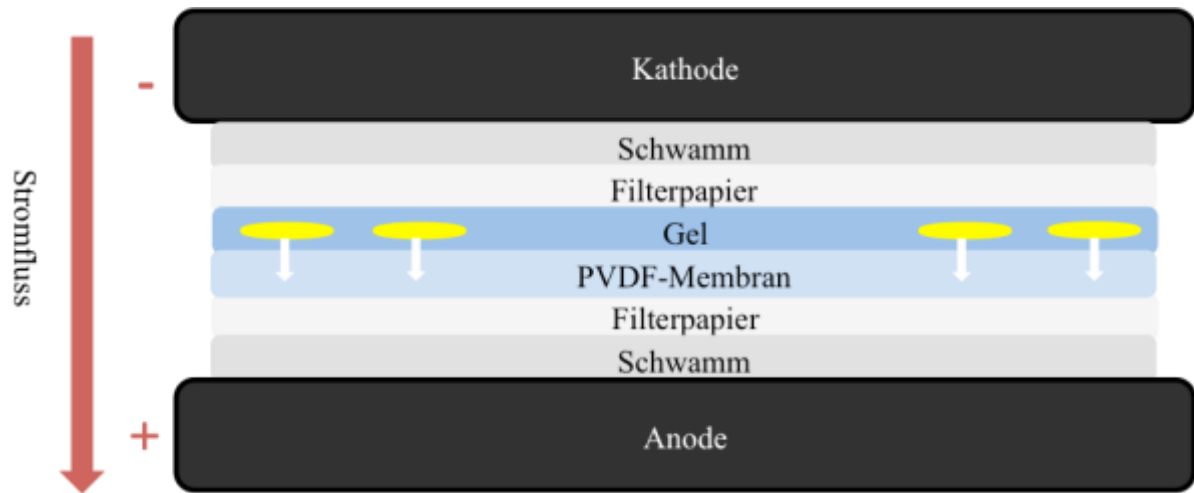 Kathode
-
Schwamm
Filterpapier
Gel
PVDF-Membran
Filterpapier
Schwamm
+
Anode
Stromfluss